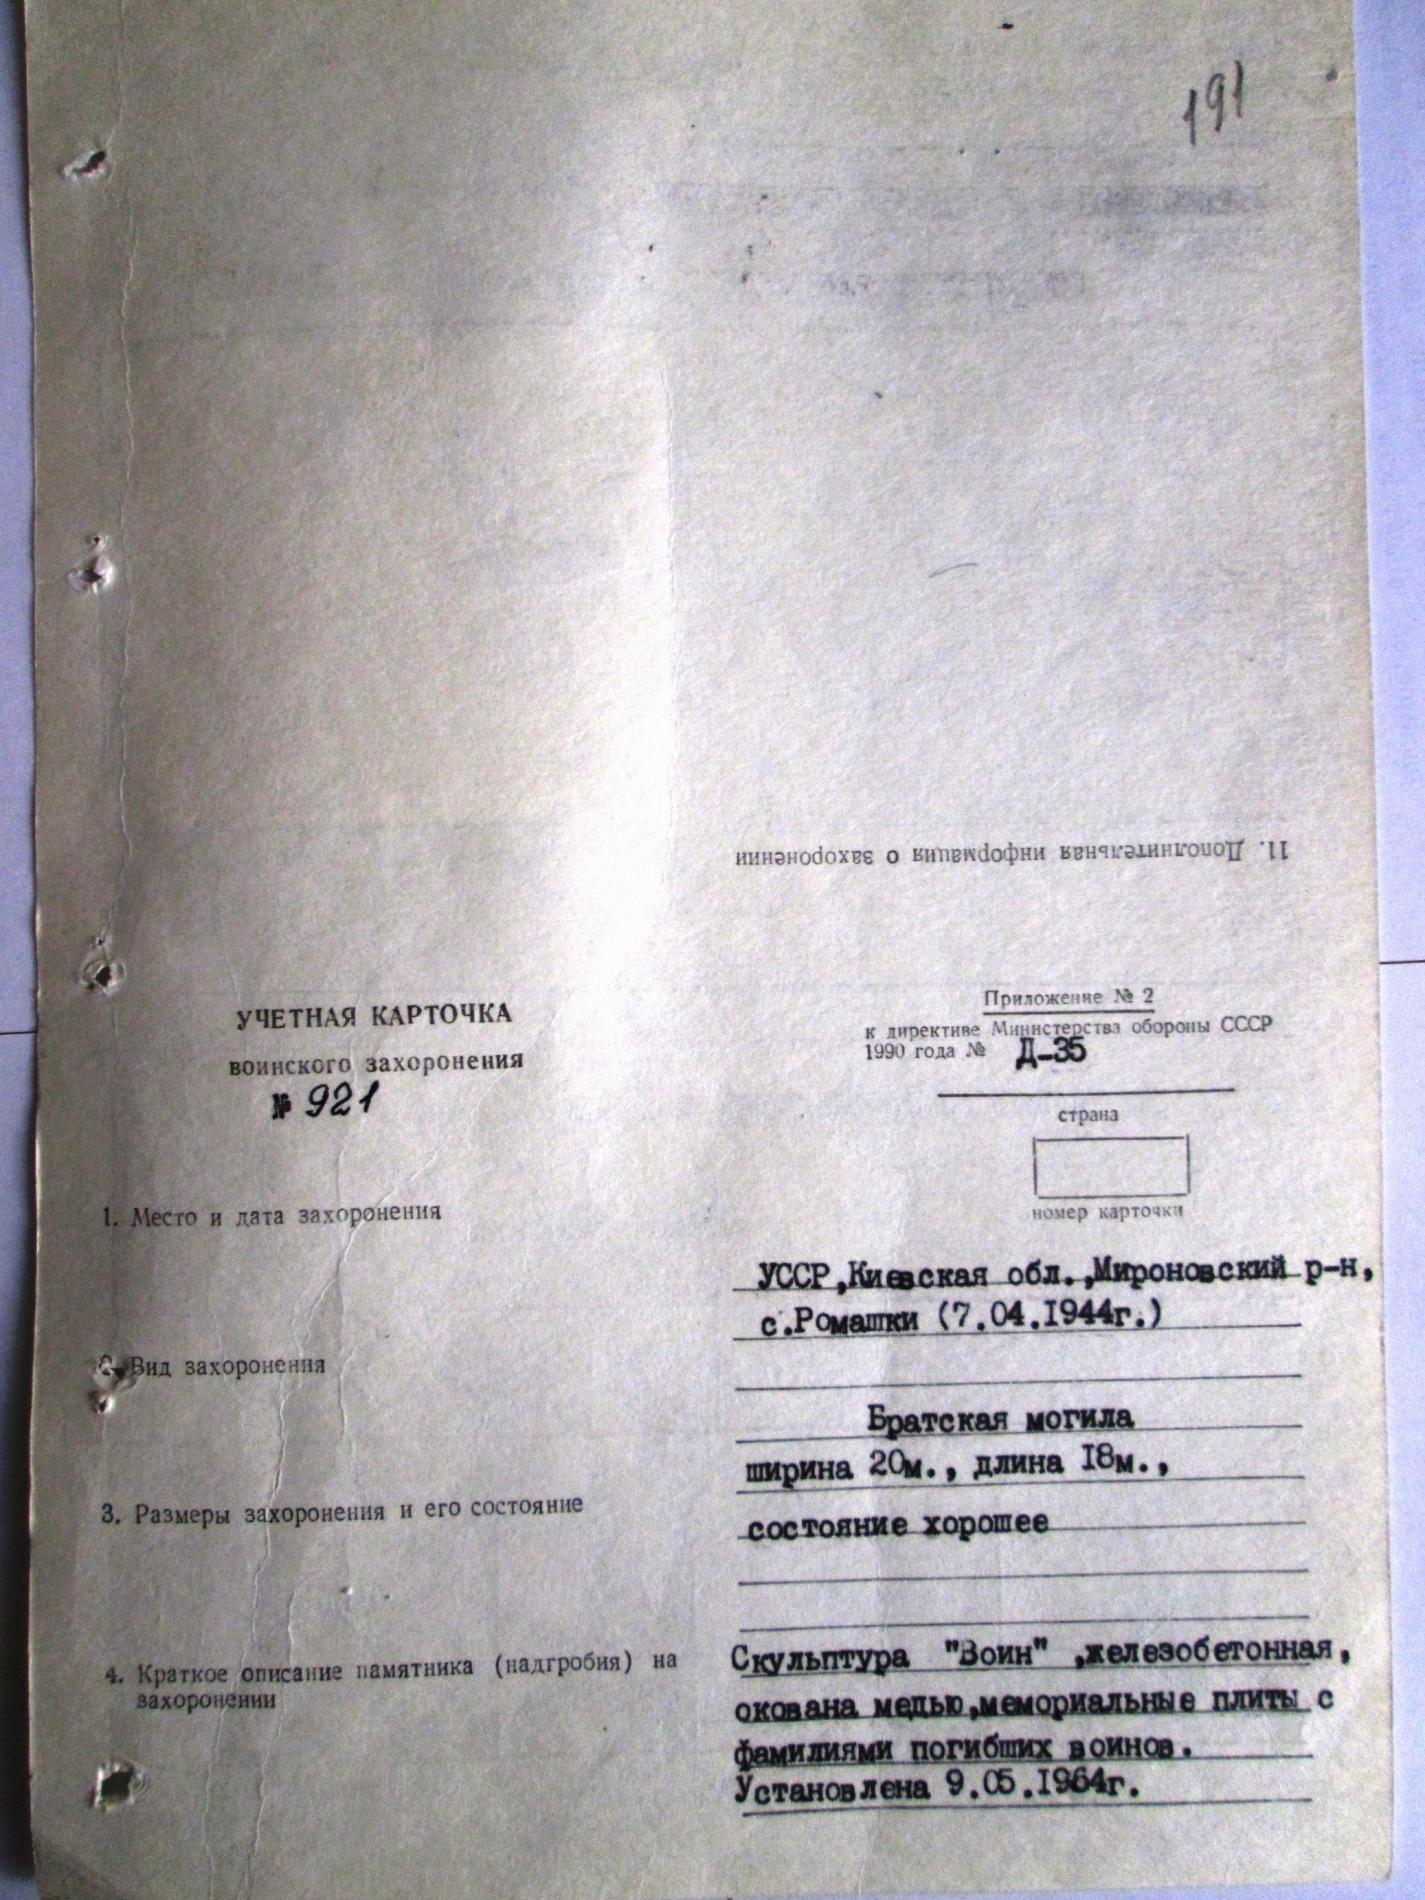 191
11. Дополнительная информация о захоронении
УЧЕТНАЯ КАРТОЧКА
воинского захоронения
№ 921
Приложение № 2
к директиве Министерства обороны СССР
1990 года № Д-35
страна
номер карточки
1. Место и дата захоронения
УССР,Киевская обл.,Мироновский р-н,
с.Ромашки (7.04.1944г.)
2. Вид захоронения
Братская могила
3. Размеры захоронения и его состояние
ширина 20м., длина 18м.,
состояние хорошее
4. Краткое описание памятника (надгробия) на
захоронении
Скульптура "Воин" ,железобетонная,
окована медью,мемориальные плиты с
фамилиями погибших воинов.
Установлена 9.05.1964г.